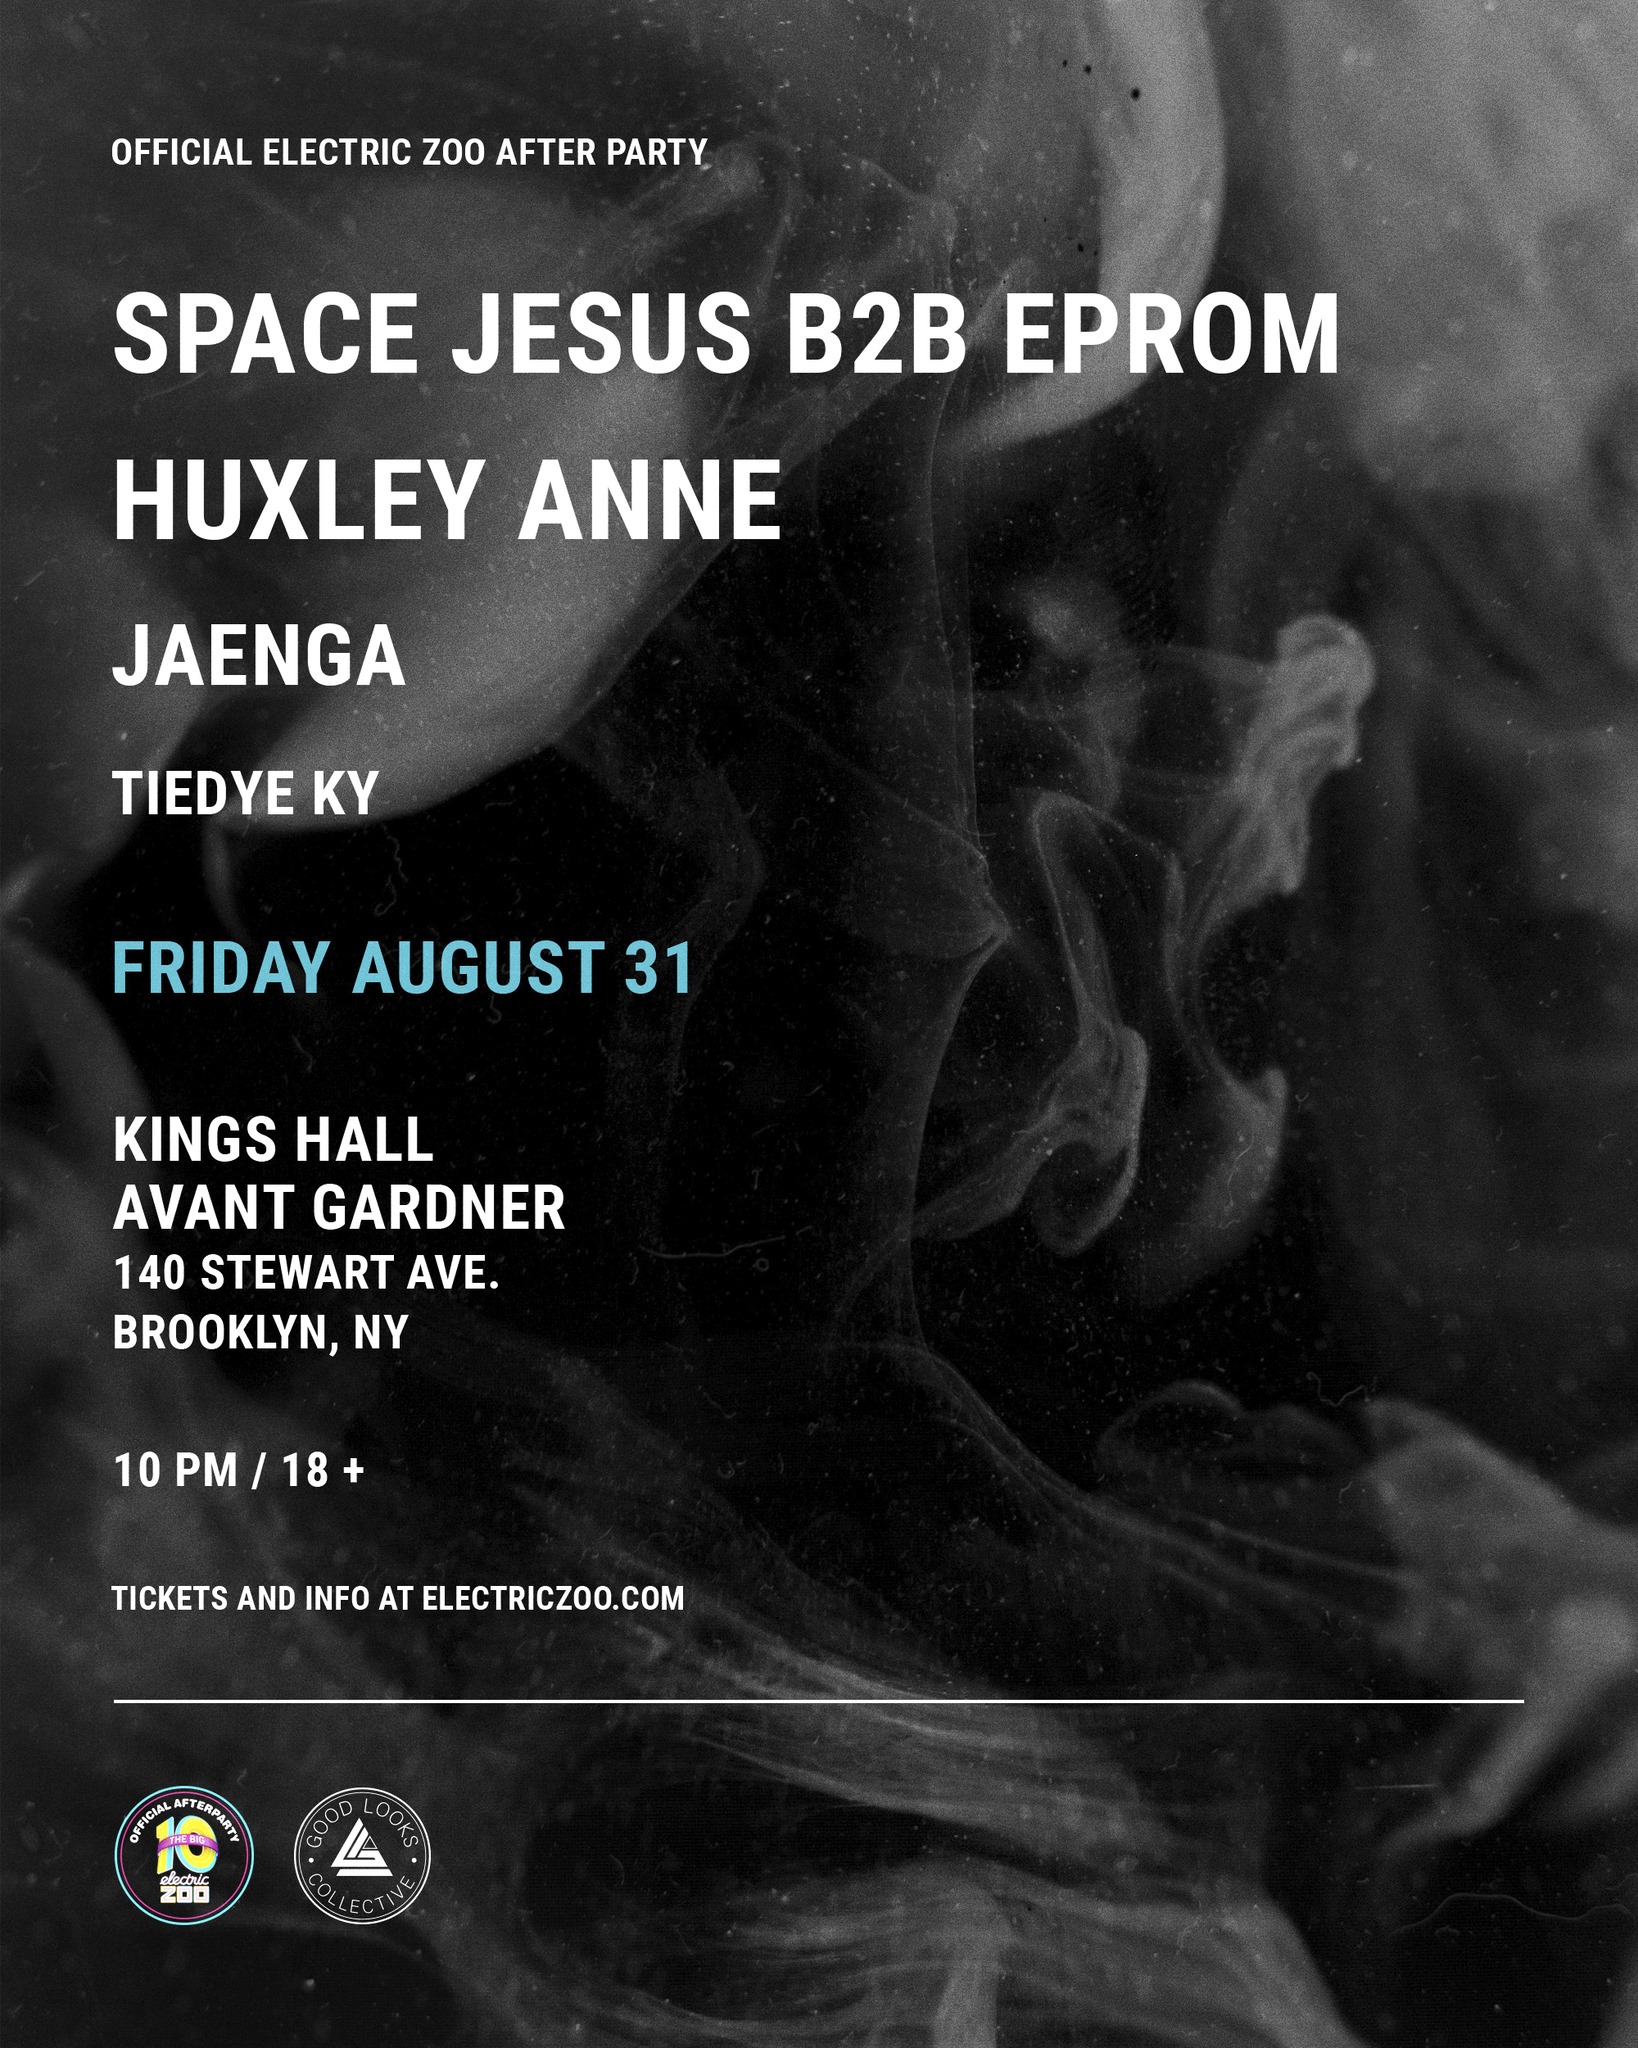 OFFICIAL ELECTRIC ZOO AFTER PARTY
SPACE JESUS B2B EPROM
HUXLEY ANNE
JAENGA
TIEDYE KY
FRIDAY AUGUST 31
KINGS HALL
AVANT GARDNER
140 STEWART AVE.
BROOKLYN, NY
10 PM / 18 +
TICKETS AND INFO AT ELECTRICZOO.COM
OFFICIAL AFTERPARTY
10
THE BIG
electric
ZOO
GOOD LOOKS
COLLECTIVE